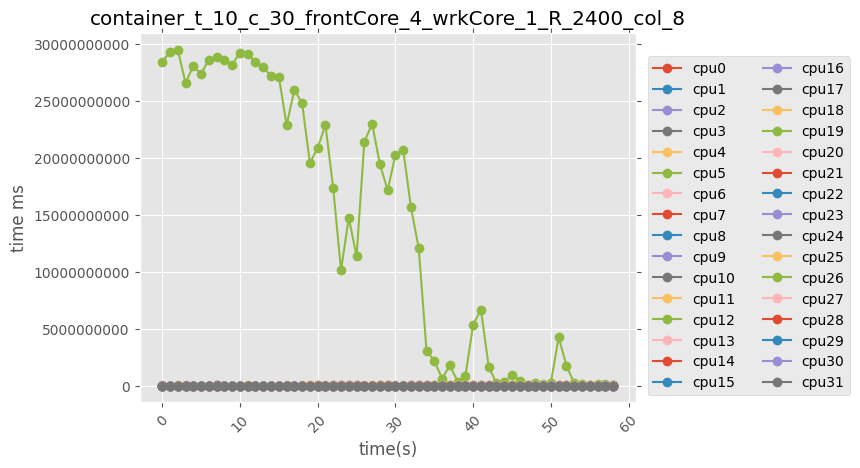 container_t_10_c_30_frontCore_4_wrkCore_1_R_2400_col_8
30000000000
25000000000
20000000000
15000000000
10000000000
5000000000
0
time ms
0 10 20 30 40 50 60
time(s)
cpu0
cpu1
cpu2
cpu3
cpu4
cpu5
cpu6
cpu7
cpu8
cpu9
cpu10
cpu11
cpu12
cpu13
cpu14
cpu15
cpu16
cpu17
cpu18
cpu19
cpu20
cpu21
cpu22
cpu23
cpu24
cpu25
cpu26
cpu27
cpu28
cpu29
cpu30
cpu31